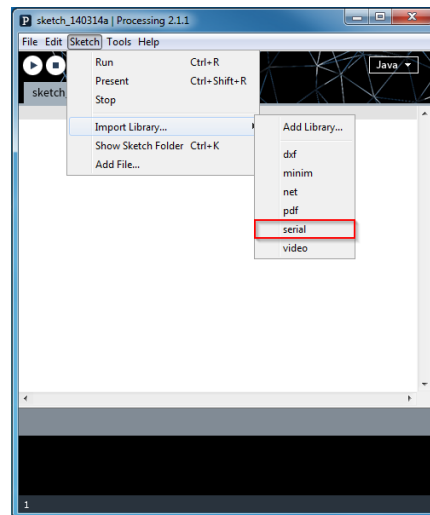 P sketch_140314a | Processing 2.1.1
File Edit Sketch Tools Help
Run Ctrl+R
Present Ctrl+Shift+R
Stop
Java
sketch
Import Library...
Show Sketch Folder Ctrl+K
Add File...
Add Library...
dxf
minim
net
pdf
serial
video
1